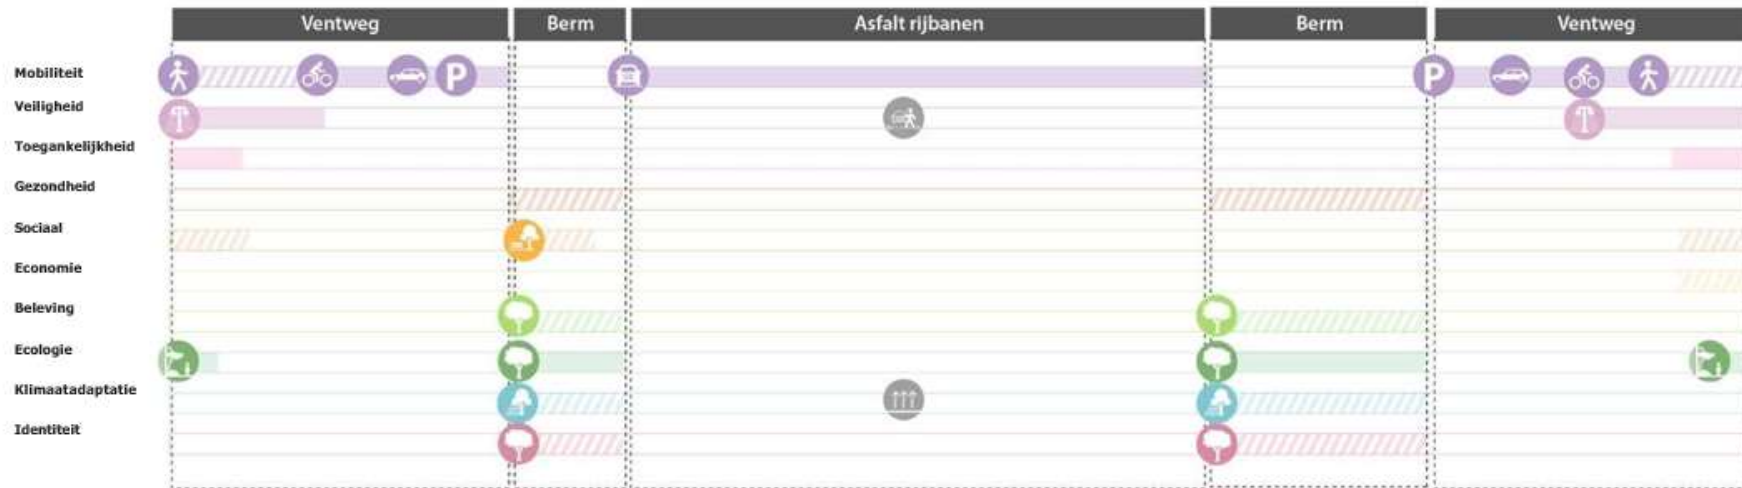 Ventweg Berm Asfalt rijbanen Berm Ventweg
Mobiliteit P P
Veiligheid
Toegankelijkheid
Gezondheid
Sociaal
Economie
Beleving
Ecologie
Klimaatadaptatie
Identiteit